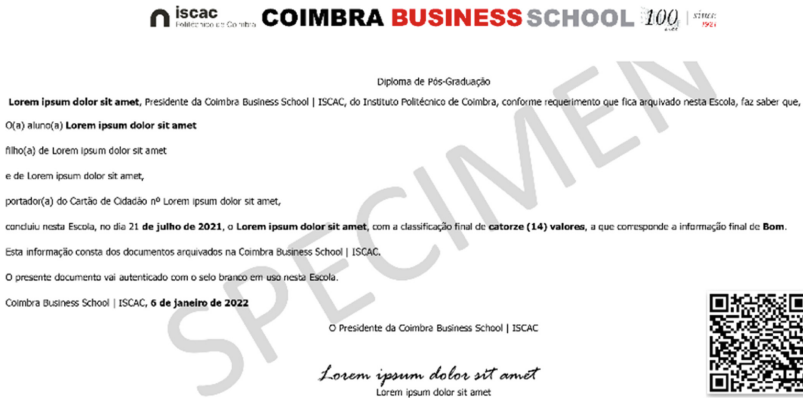 iscac
Politécnico de Coimbra
COIMBRA BUSINESS SCHOOL
100 since
1921
Diploma de Pós-Graduação
Lorem ipsum dolor sit amet, Presidente da Coimbra Business School | ISCAC, do Instituto Politécnico de Coimbra, conforme requerimento que fica arquivado nesta Escola, faz saber que,
O(a) aluno(a) Lorem ipsum dolor sit amet
filho(a) de Lorem ipsum dolor sit amet
e de Lorem ipsum dolor sit amet,
portador(a) do Cartão de Cidadão nº Lorem ipsum dolor sit amet,
concluiu nesta Escola, no dia 21 de julho de 2021, o Lorem ipsum dolor sit amet, com a classificação final de catorze (14) valores, a que corresponde a informação final de Bom.
Esta informação consta dos documentos arquivados na Coimbra Business School | ISCAC.
O presente documento vai autenticado com o selo branco em uso nesta Escola.
Coimbra Business School | ISCAC, 6 de janeiro de 2022
SPECIMEN
O Presidente da Coimbra Business School | ISCAC
Lorem ipsum dolor sit amet
Lorem ipsum dolor sit amet